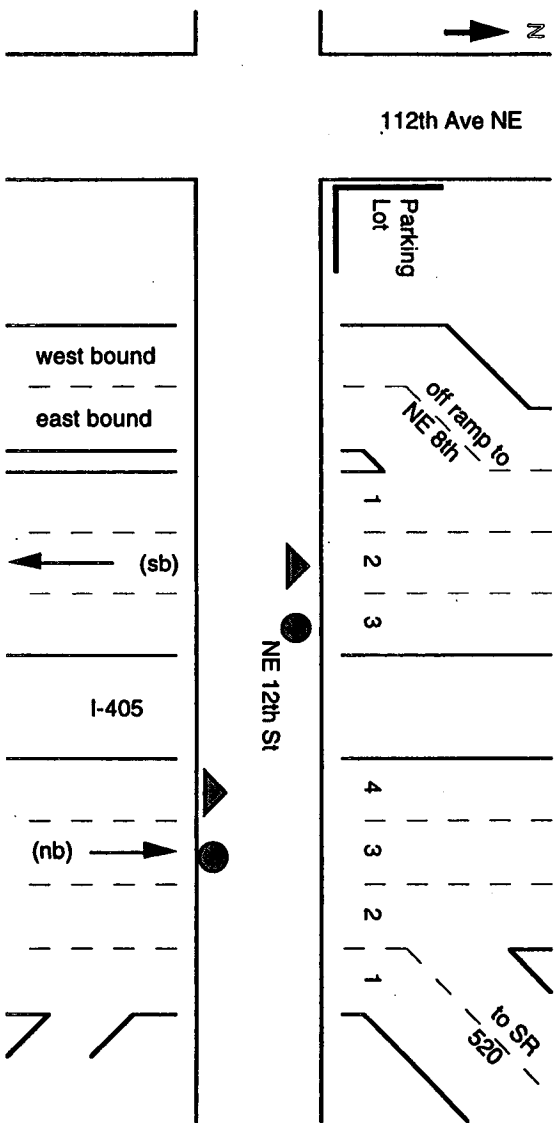 N
112th Ave NE
Parking
Lot
west bound
east bound
off ramp to
NE 8th
1
2
3
(sb)
NE 12th St
I-405
4
3
2
1
(nb)
to SR
520